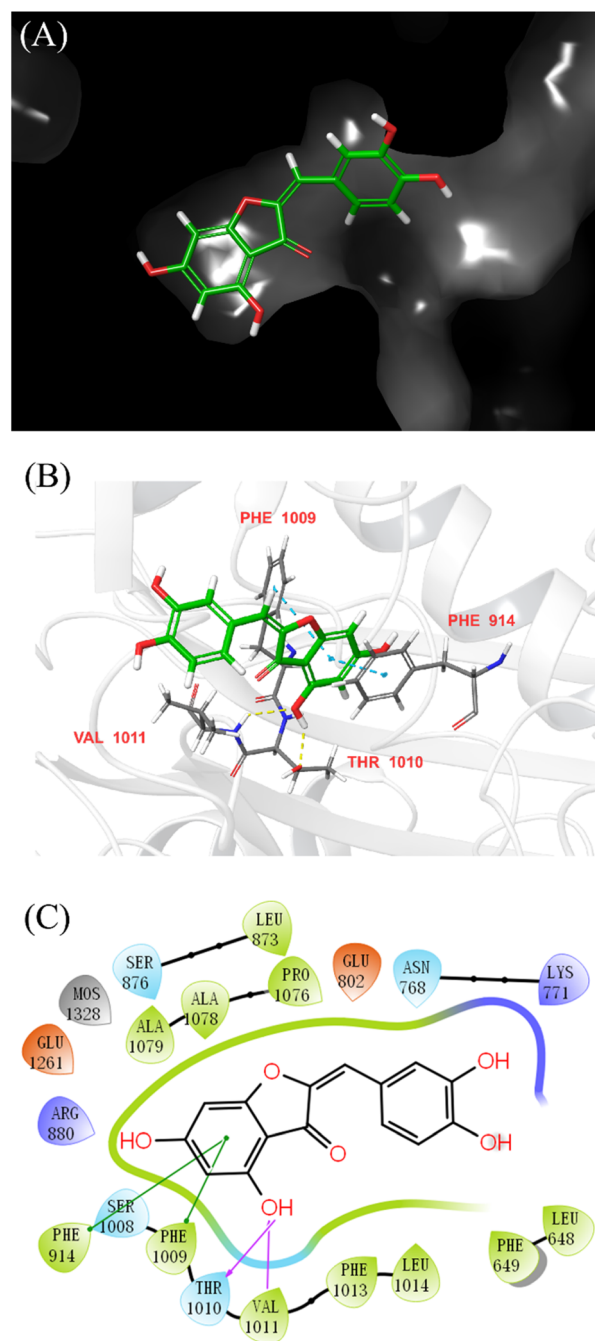 (A)
(B)
PHE 1009
PHE 914
VAL 1011
THR 1010
(C)
LEU
873
SER
876
GLU
802
ASN
768
LYS
771
PRO
1076
MOS
1328
ALA
1078
ALA
1079
GLU
1261
ARG
880
O
OH
OH
HO
O
OH
PHE
914
SER
1008
PHE
1009
THR
1010
VAL
1011
PHE
1013
LEU
1014
PHE
649
LEU
648